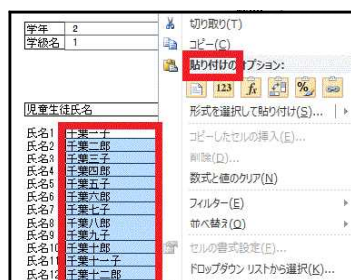 学年 2
学級名 1
児童生徒氏名
氏名1 千葉一子
氏名2 千葉二郎
氏名3 千葉三子
氏名4 千葉四郎
氏名5 千葉五子
氏名6 千葉六郎
氏名7 千葉七子
氏名8 千葉八郎
氏名9 千葉九子
氏名10 千葉十郎
氏名11 千葉十一子
氏名12 千葉十二郎
切り取り(T)
コピー(C)
貼り付けのオプション:
123 fx %
形式を選択して貼り付け(S)...
コピーしたセルの挿入(E)...
削除(D)...
数式と値のクリア(N)
フィルター(E)
並べ替え(O)
セルの書式設定(F)...
ドロップダウン リストから選択(K)...